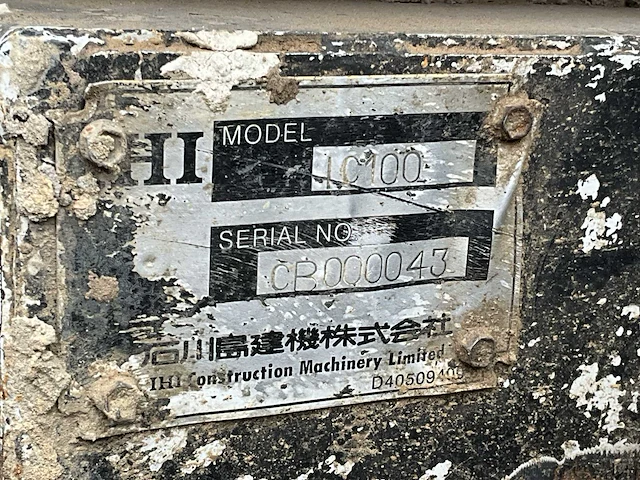 IHI
MODEL
IC100
SERIAL NO.
CB000043
石川島建機株式会社
IHI Construction Machinery Limited